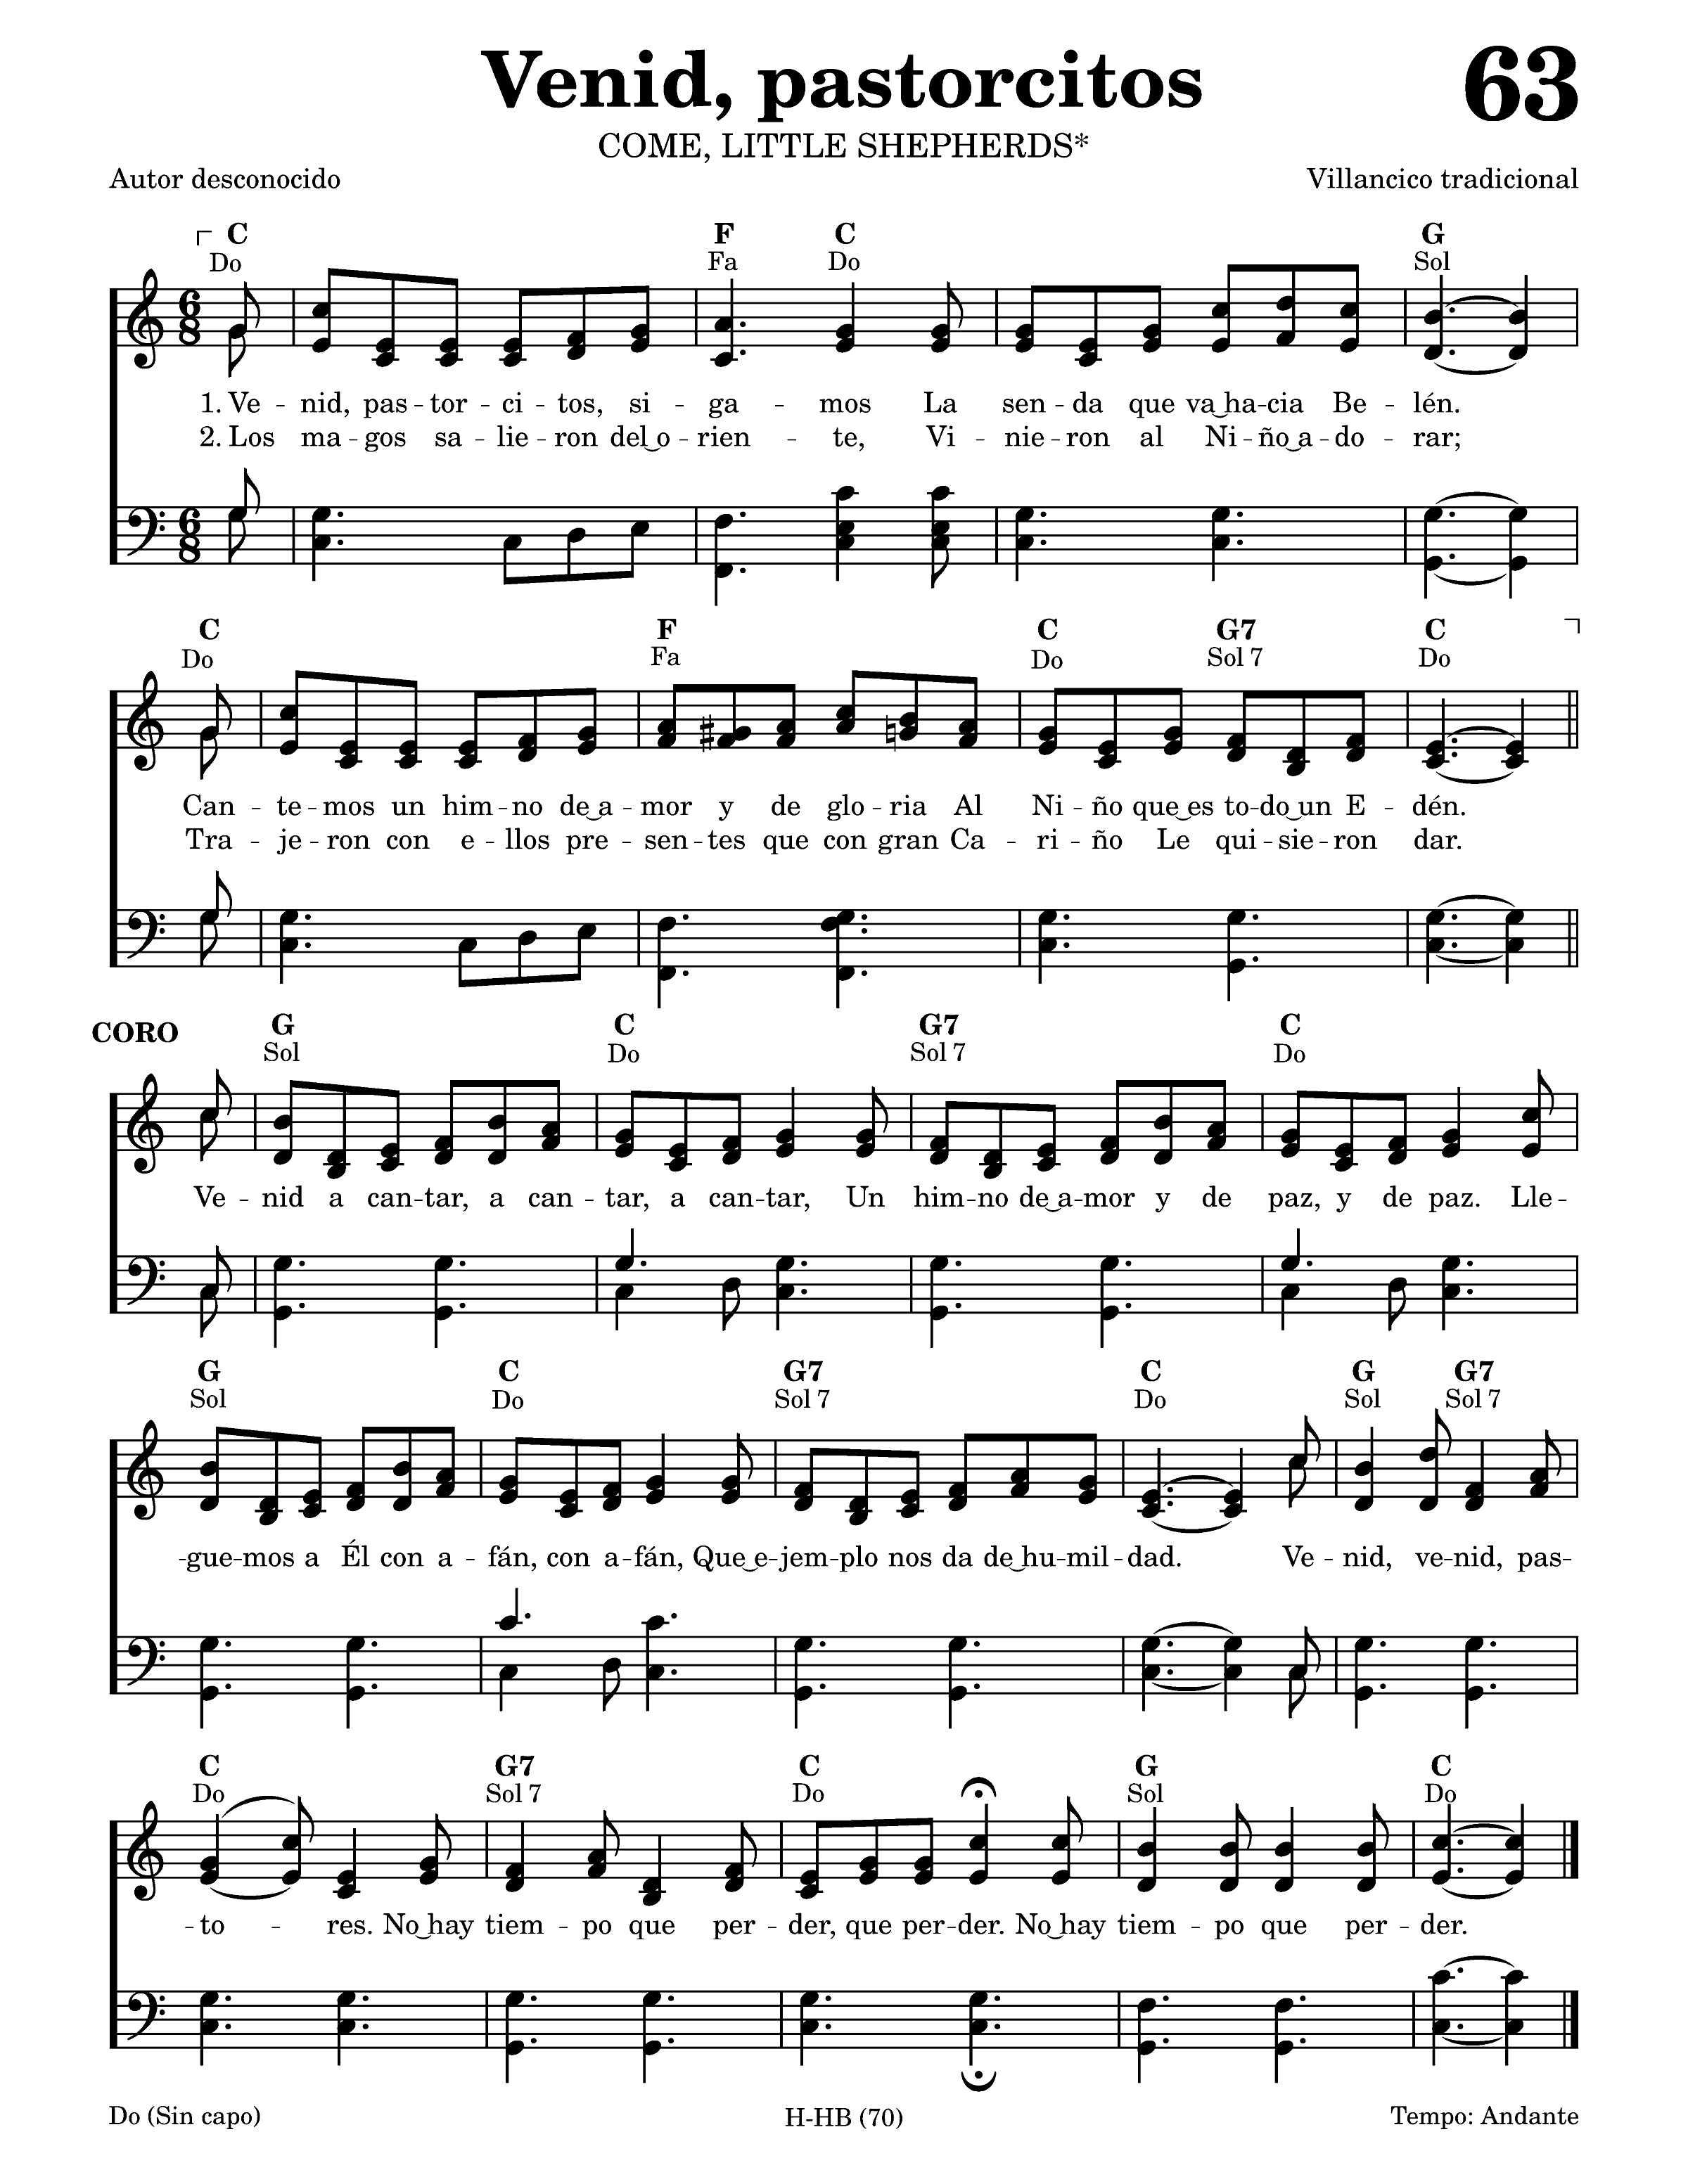 Venid, pastorcitos
63
COME, LITTLE SHEPHERDS*
Autor desconocido
Villancico tradicional
C F C G
Do Fa Do Sol
6 8
1. Ve -- nid, pas -- tor -- ci -- tos, si -- ga -- mos La sen -- da que va‿ha -- cia Be -- lén.
2. Los ma -- gos sa -- lie -- ron del‿o -- rien -- te, Vi -- nie -- ron al Ni -- ño‿a -- do -- rar;
6 8
C F C G7 C
Do Fa Do Sol 7 Do
Can -- te -- mos un him -- no de‿a -- mor y de glo -- ria Al Ni -- ño que‿es to -- do‿un E -- dén.
Tra -- je -- ron con e -- llos pre -- sen -- tes que con gran Ca -- ri -- ño Le qui -- sie -- ron dar.
CORO G C G7 C
Sol Do Sol 7 Do
Ve -- nid a can -- tar, a can -- tar, a can -- tar, Un him -- no de‿a -- mor y de paz, y de paz. Lle --
G C G7 C G G7
Sol Do Sol 7 Do Sol Sol 7
-- gue -- mos a Él con a -- fán, con a -- fán, Que‿e -- jem -- plo nos da de‿hu -- mil -- dad. Ve -- nid, ve -- nid, pas --
C G7 C G C
Do Sol 7 Do Sol Do
-- to -- res. No‿hay tiem -- po que per -- der, que per -- der. No‿hay tiem -- po que per -- der.
Do (Sin capo)
H-HB (70)
Tempo: Andante